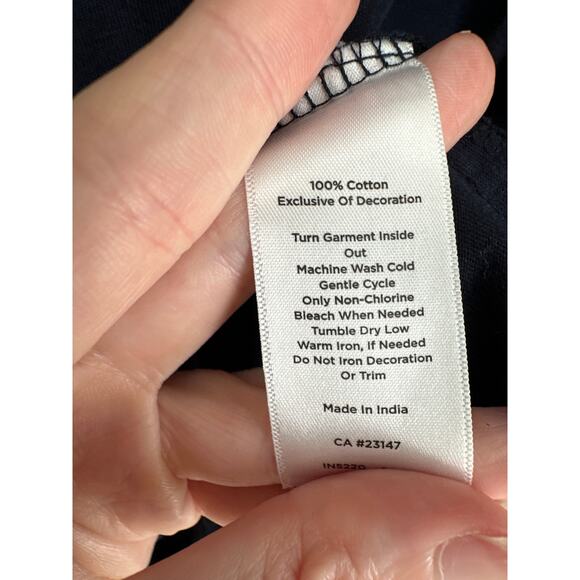 100% Cotton
Exclusive Of Decoration
Turn Garment Inside
Out
Machine Wash Cold
Gentle Cycle
Only Non-Chlorine
Bleach When Needed
Tumble Dry Low
Warm Iron, If Needed
Do Not Iron Decoration
Or Trim
Made In India
CA #23147